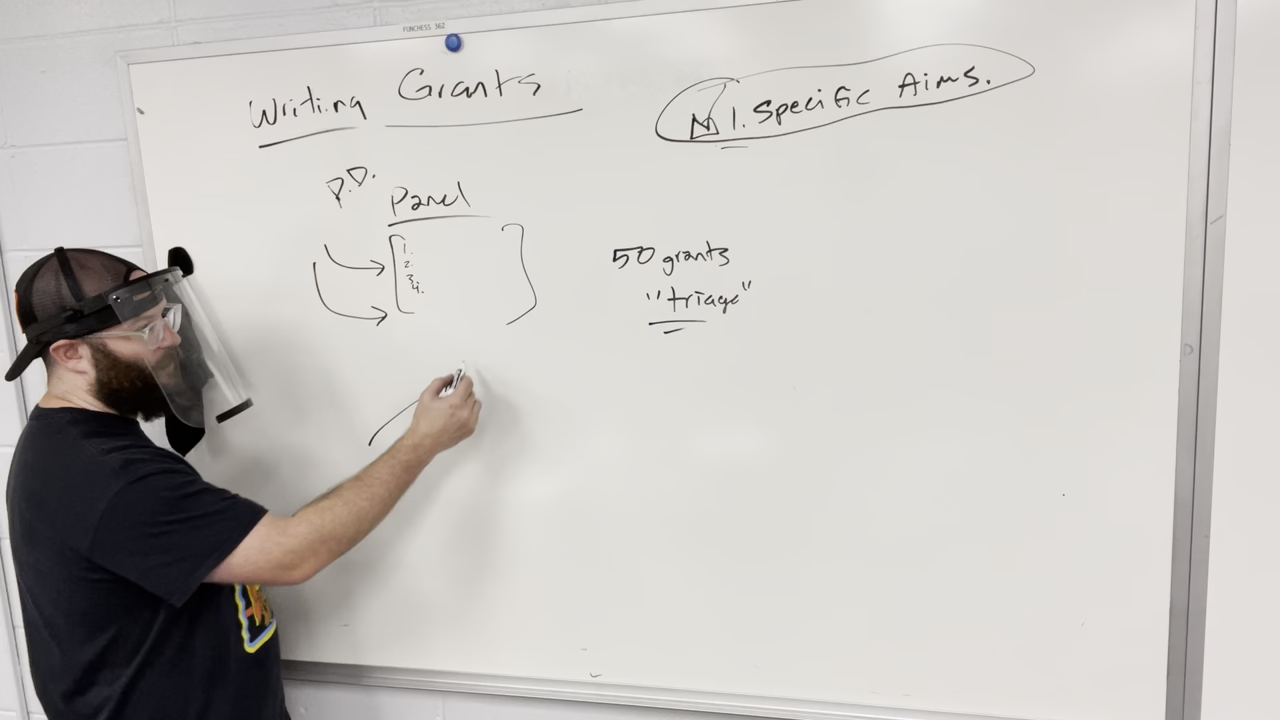 FUNCHESS 362
Writing Grants
1. Specific Aims.
P.D.
Panel
1.
2.
3.
4.
50 grants
"triage"